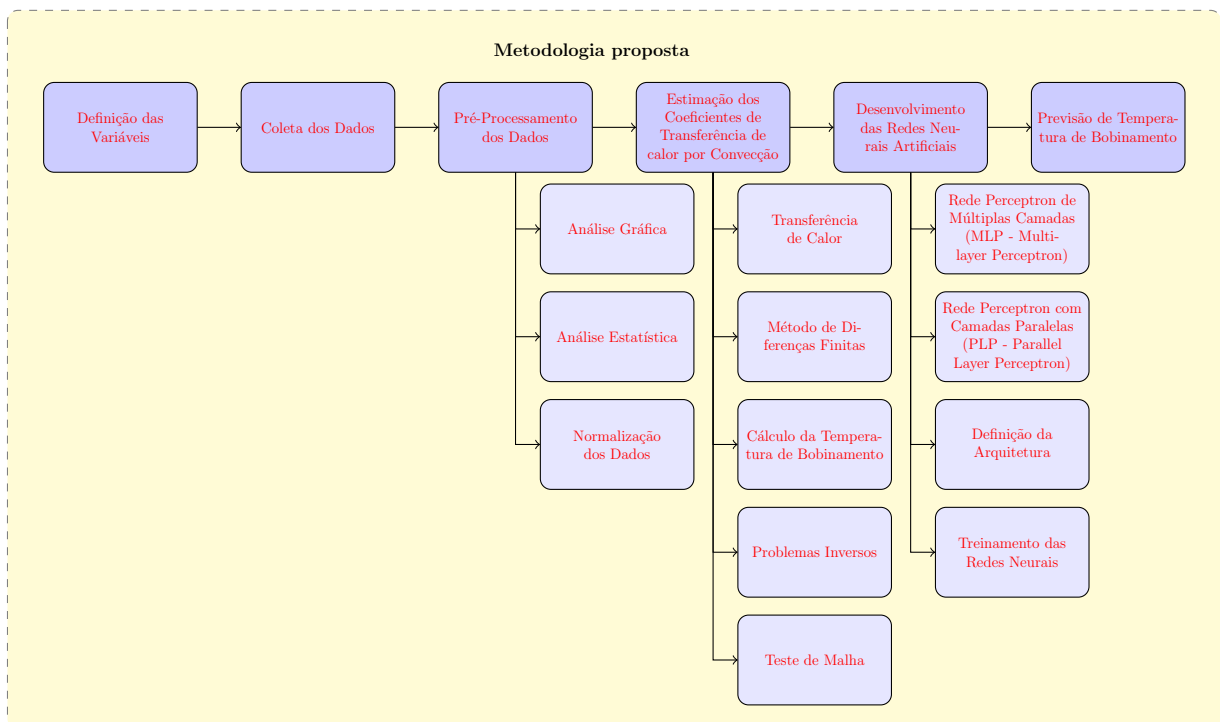 Metodologia proposta
Definição das
Variáveis
Coleta dos Dados
Pré-Processamento
dos Dados
Estimação dos
Coeficientes de
Transferência de
calor por Convecção
Desenvolvimento
das Redes Neu-
rais Artificiais
Previsão de Tempera-
tura de Bobinamento
Análise Gráfica
Análise Estatística
Normalização
dos Dados
Transferência
de Calor
Método de Di-
ferenças Finitas
Cálculo da Tempera-
tura de Bobinamento
Problemas Inversos
Teste de Malha
Rede Perceptron de
Múltiplas Camadas
(MLP - Multi-
layer Perceptron)
Rede Perceptron com
Camadas Paralelas
(PLP - Parallel
Layer Perceptron)
Definição da
Arquitetura
Treinamento das
Redes Neurais